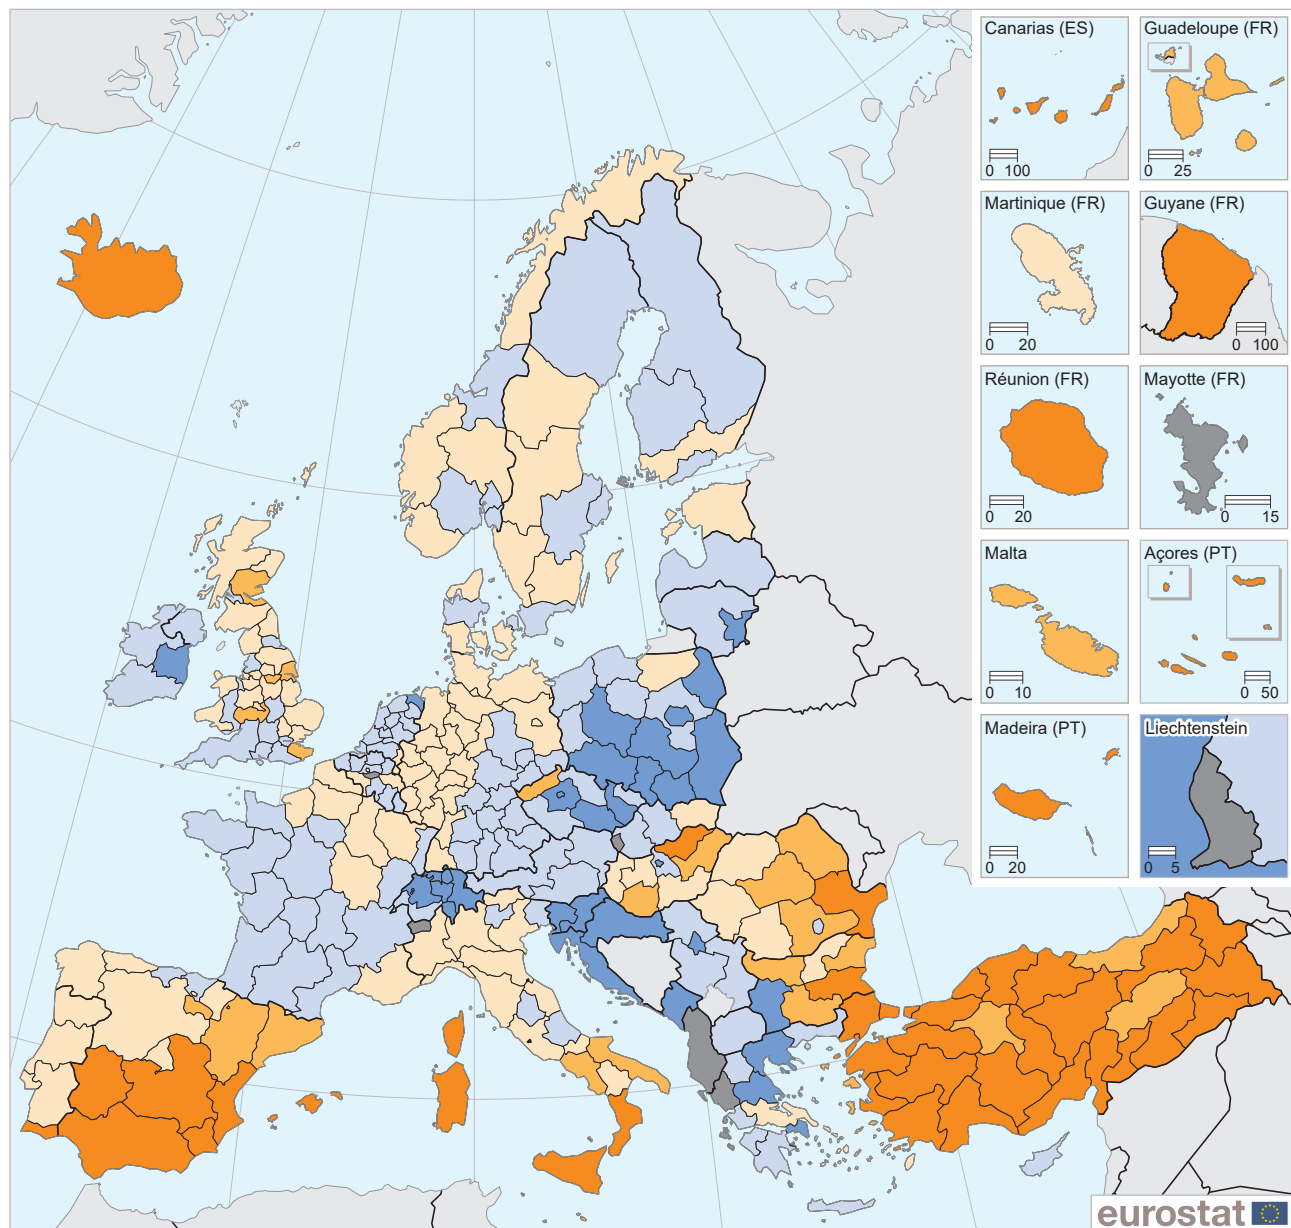 Canarias (ES)
0 100
Guadeloupe (FR)
0 25
Martinique (FR)
0 20
Guyane (FR)
0 100
Réunion (FR)
0 20
Mayotte (FR)
0 15
Malta
0 10
Açores (PT)
0 50
Madeira (PT)
0 20
Liechtenstein
0 5
eurostat